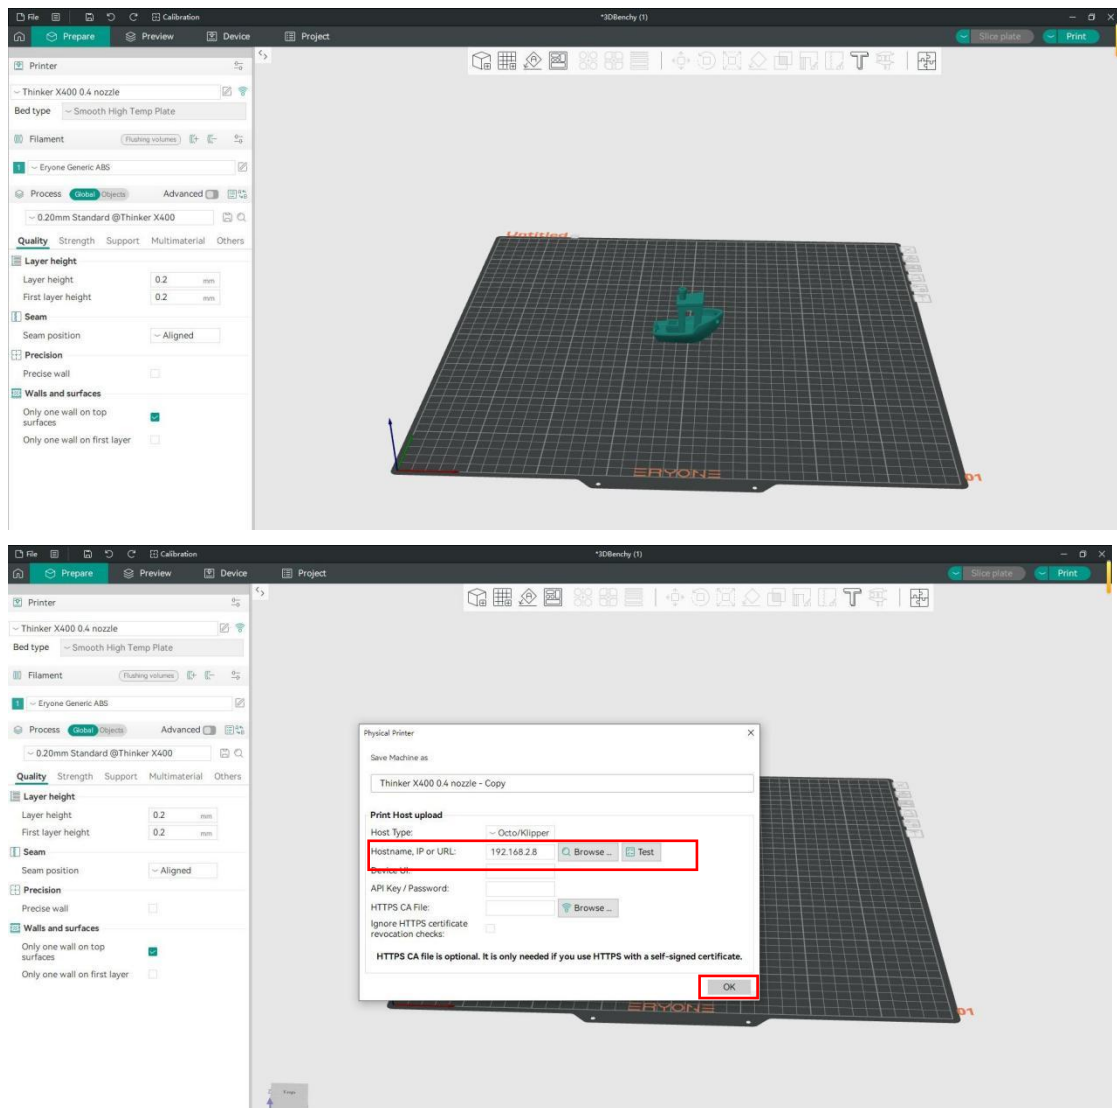 File Calibration *3DBenchy (1)
Prepare Preview Device Project Slice plate Print
Printer
Thinker X400 0.4 nozzle
Bed type Smooth High Temp Plate
Filament Flushing volumes
1 Eryone Generic ABS
Process Global Objects Advanced
0.20mm Standard @Thinker X400
Quality Strength Support Multimaterial Others
Layer height
Layer height 0.2 mm
First layer height 0.2 mm
Seam
Seam position Aligned
Precision
Precise wall
Walls and surfaces
Only one wall on top
surfaces
Only one wall on first layer
Untitled
ERYONE
01
File Calibration *3DBenchy (1)
Prepare Preview Device Project Slice plate Print
Printer
Thinker X400 0.4 nozzle
Bed type Smooth High Temp Plate
Filament Flushing volumes
1 Eryone Generic ABS
Process Global Objects Advanced
0.20mm Standard @Thinker X400
Quality Strength Support Multimaterial Others
Layer height
Layer height 0.2 mm
First layer height 0.2 mm
Seam
Seam position Aligned
Precision
Precise wall
Walls and surfaces
Only one wall on top
surfaces
Only one wall on first layer
Physical Printer
Save Machine as
Thinker X400 0.4 nozzle - Copy
Print Host upload
Host Type: Octo/Klipper
Hostname, IP or URL: 192.168.2.8 Browse ... Test
Device UI:
API Key / Password:
HTTPS CA File: Browse ...
Ignore HTTPS certificate
revocation checks:
HTTPS CA file is optional. It is only needed if you use HTTPS with a self-signed certificate.
OK
ERYONE
01